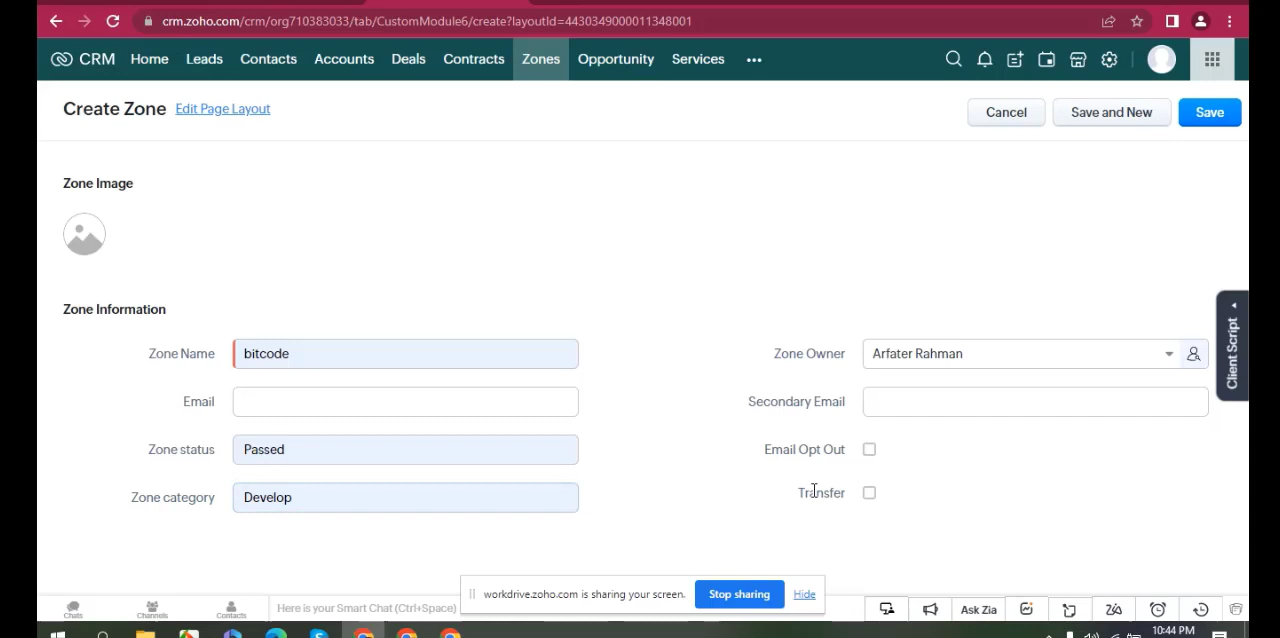 crm.zoho.com/crm/org710383033/tab/CustomModule6/create?layoutId=4430349000011348001
CRM Home Leads Contacts Accounts Deals Contracts Zones Opportunity Services •••
Create Zone Edit Page Layout Cancel Save and New Save
Zone Image
Zone Information
Zone Name bitcode Zone Owner Arfater Rahman
Email Secondary Email
Zone status Passed Email Opt Out
Zone category Develop Transfer
Client Script
workdrive.zoho.com is sharing your screen. Stop sharing Hide
Chats Channels Contacts Here is your Smart Chat (Ctrl+Space) Ask Zia
10:44 PM